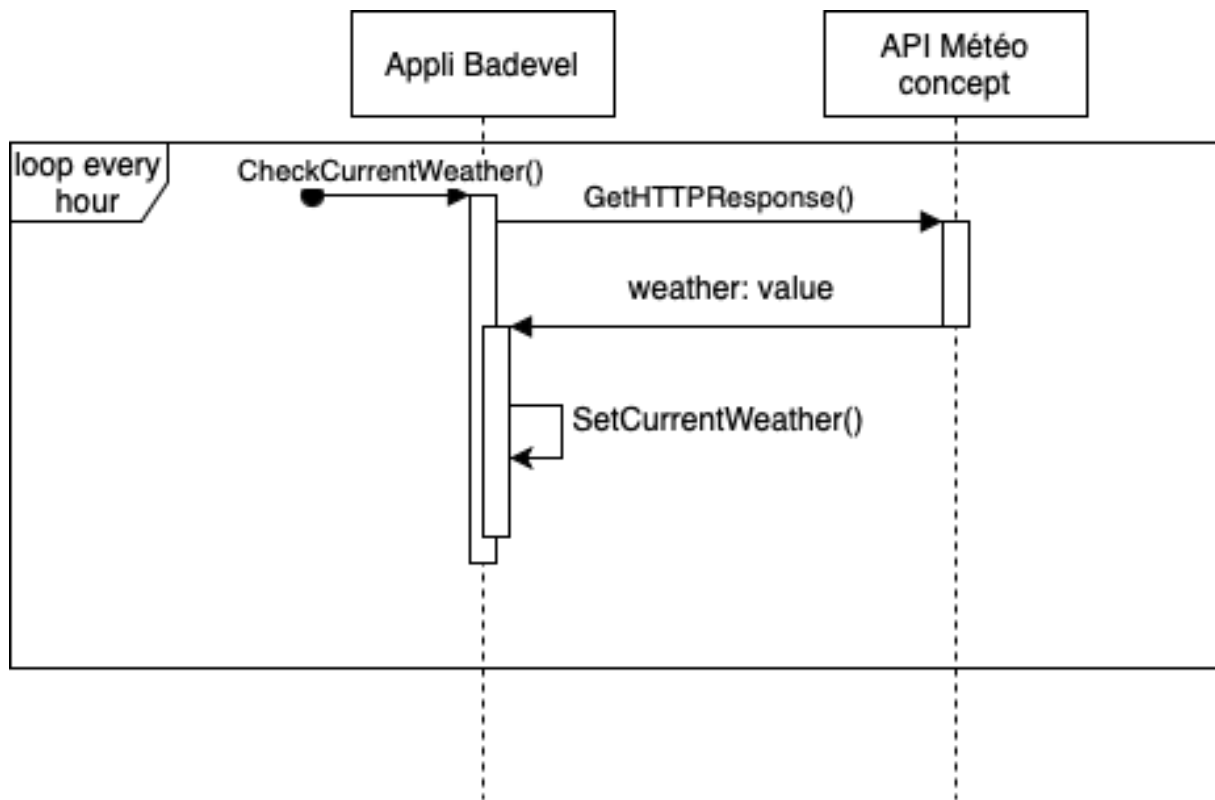 Appli Badevel
API Météo
concept
loop every
hour
CheckCurrentWeather()
GetHTTPResponse()
weather: value
SetCurrentWeather()